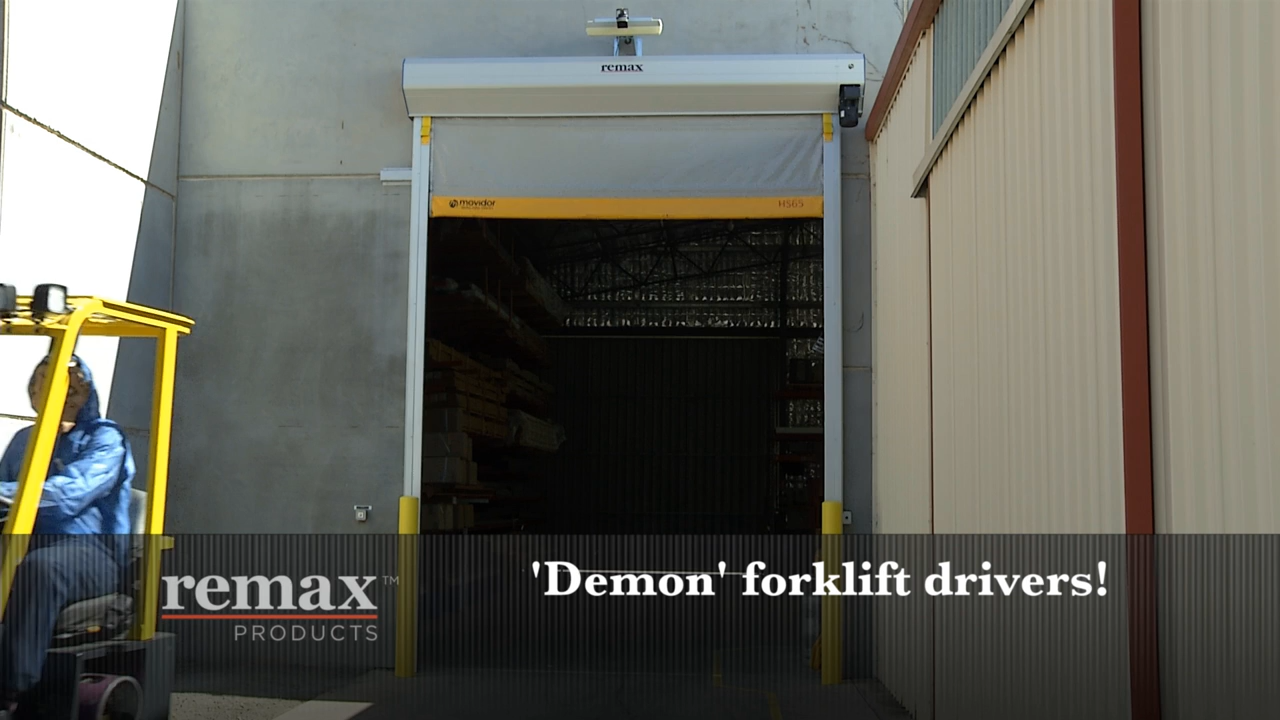 remax
movidor
HS65
'Demon' forklift drivers!
remax™
PRODUCTS